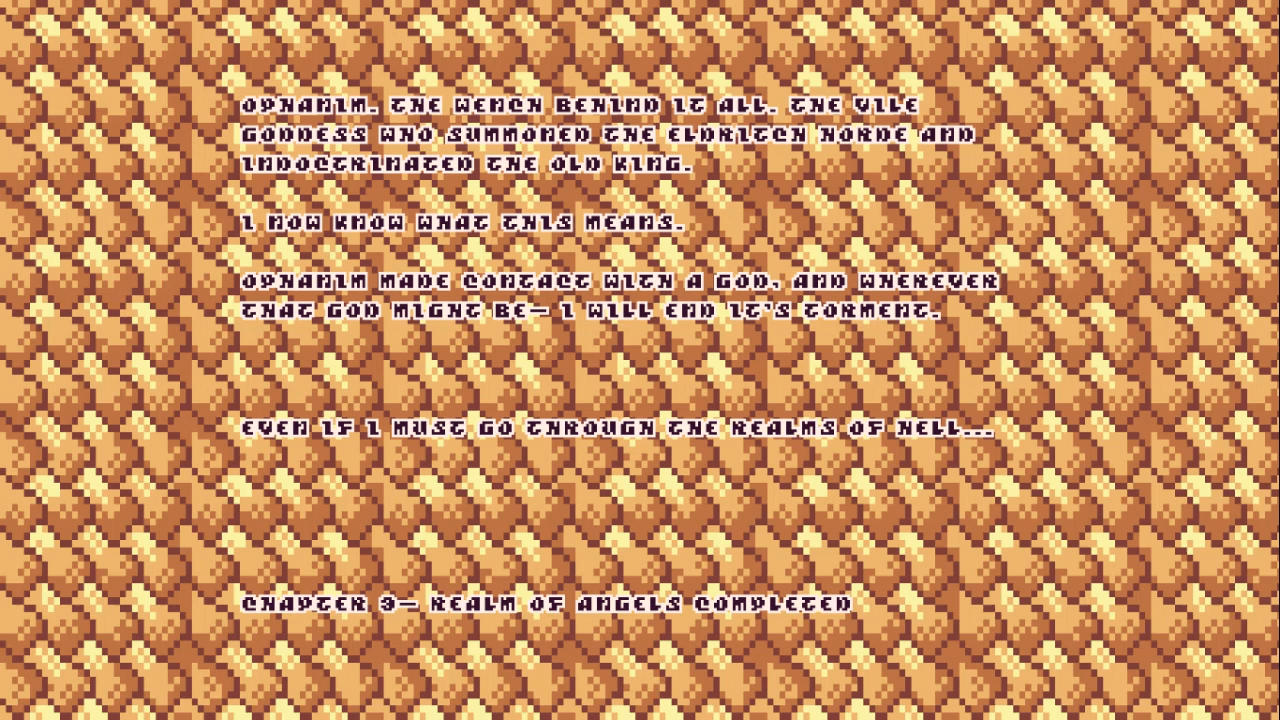 OPHANIM. THE WENCH BEHIND IT ALL. THE VILE
GODDESS WHO SUMMONED THE ELDRITCH HORDE AND
INDOCTRINATED THE OLD KING.
I NOW KNOW WHAT THIS MEANS.
OPHANIM MADE CONTACT WITH A GOD, AND WHEREVER
THAT GOD MIGHT BE- I WILL END IT'S TORMENT.
EVEN IF I MUST GO THROUGH THE REALMS OF HELL...
CHAPTER 9- REALM OF ANGELS COMPLETED